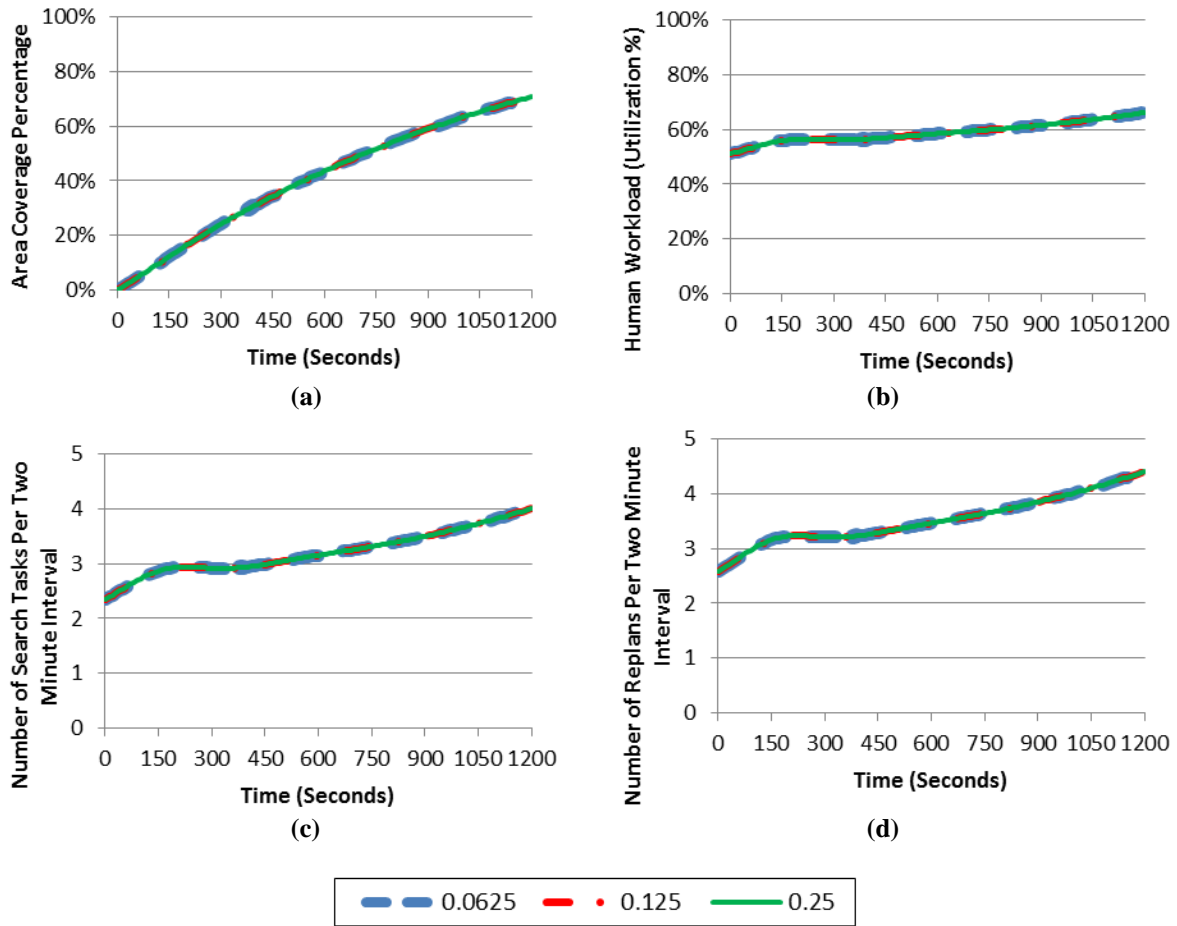 Area Coverage Percentage
100%
80%
60%
40%
20%
0%
0 150 300 450 600 750 900 1050 1200
Time (Seconds)
(a)
Human Workload (Utilization %)
100%
80%
60%
40%
20%
0%
0 150 300 450 600 750 900 1050 1200
Time (Seconds)
(b)
Number of Search Tasks Per Two
Minute Interval
5
4
3
2
1
0
0 150 300 450 600 750 900 1050 1200
Time (Seconds)
(c)
Number of Replans Per Two Minute
Interval
5
4
3
2
1
0
0 150 300 450 600 750 900 1050 1200
Time (Seconds)
(d)
0.0625 0.125 0.25